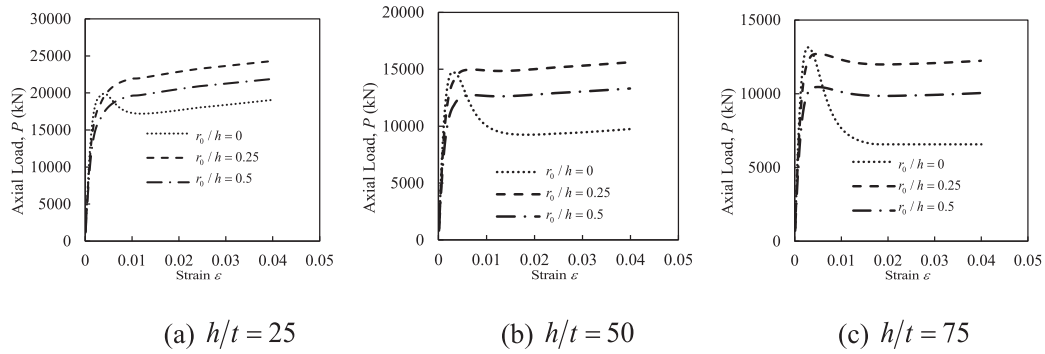 30000
25000
20000
15000
10000
5000
0
Axial Load, P (kN)
r₀ / h = 0
r₀ / h = 0.25
r₀ / h = 0.5
0 0.01 0.02 0.03 0.04 0.05
Strain ε
(a) h/t = 25
20000
15000
10000
5000
0
Axial Load, P (kN)
r₀ / h = 0
r₀ / h = 0.25
r₀ / h = 0.5
0 0.01 0.02 0.03 0.04 0.05
Strain ε
(b) h/t = 50
15000
10000
5000
0
Axial Load, P (kN)
r₀ / h = 0
r₀ / h = 0.25
r₀ / h = 0.5
0 0.01 0.02 0.03 0.04 0.05
Strain ε
(c) h/t = 75